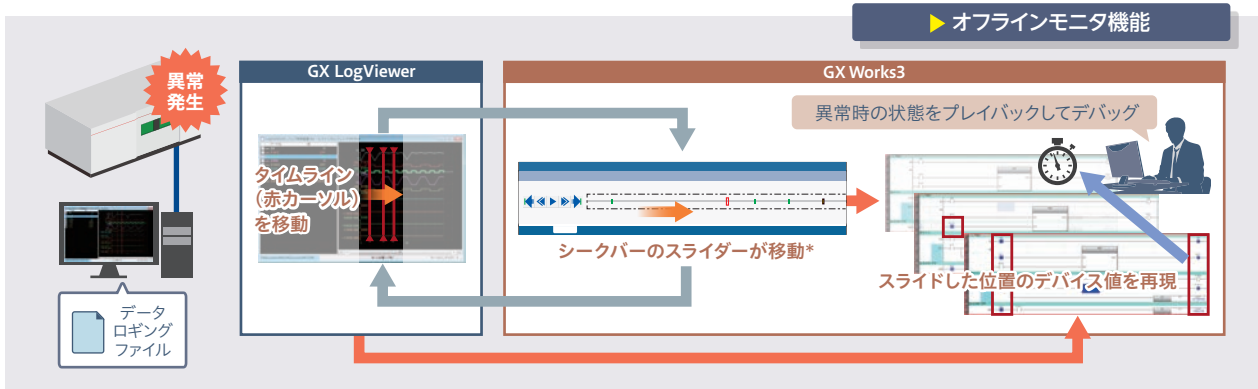 ▶ オフラインモニタ機能
異常
発生
GX LogViewer
GX Works3
異常時の状態をプレイバックしてデバッグ
タイムライン
(赤カーソル)
を移動
シークバーのスライダーが移動*
スライドした位置のデバイス値を再現
データ
ロギング
ファイル